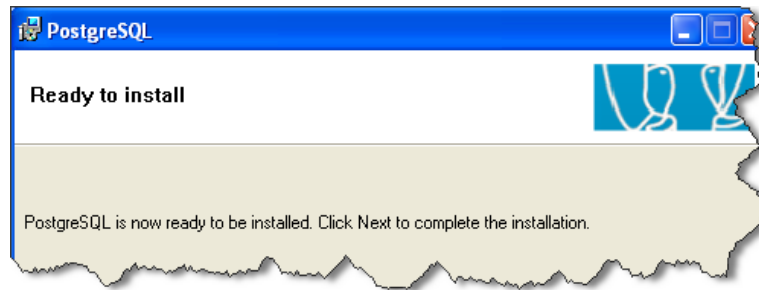 PostgreSQL
Ready to install
PostgreSQL is now ready to be installed. Click Next to complete the installation.